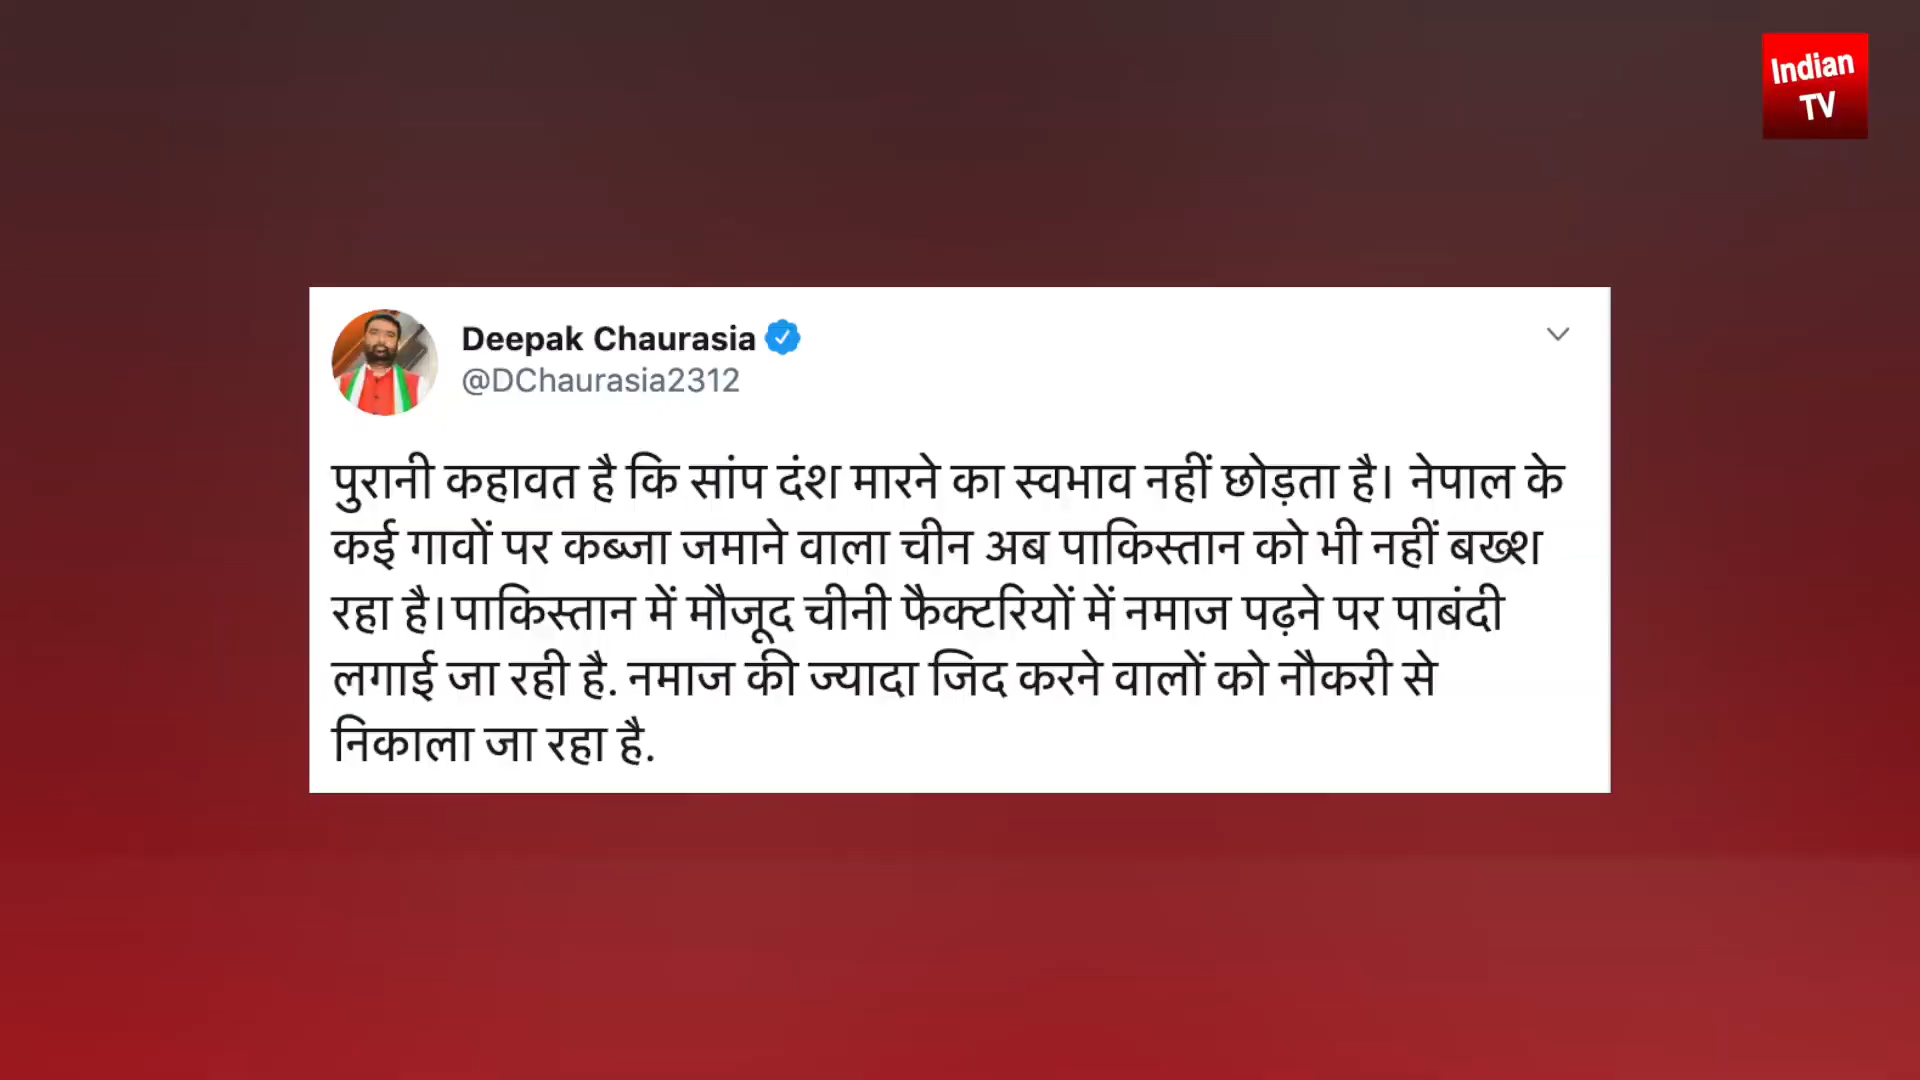 Indian
TV
Deepak Chaurasia
@DChaurasia2312
पुरानी कहावत है कि सांप दंश मारने का स्वभाव नहीं छोड़ता है। नेपाल के
कई गावों पर कब्जा जमाने वाला चीन अब पाकिस्तान को भी नहीं बख्श
रहा है।पाकिस्तान में मौजूद चीनी फैक्टरियों में नमाज पढ़ने पर पाबंदी
लगाई जा रही है. नमाज की ज्यादा जिद करने वालों को नौकरी से
निकाला जा रहा है.